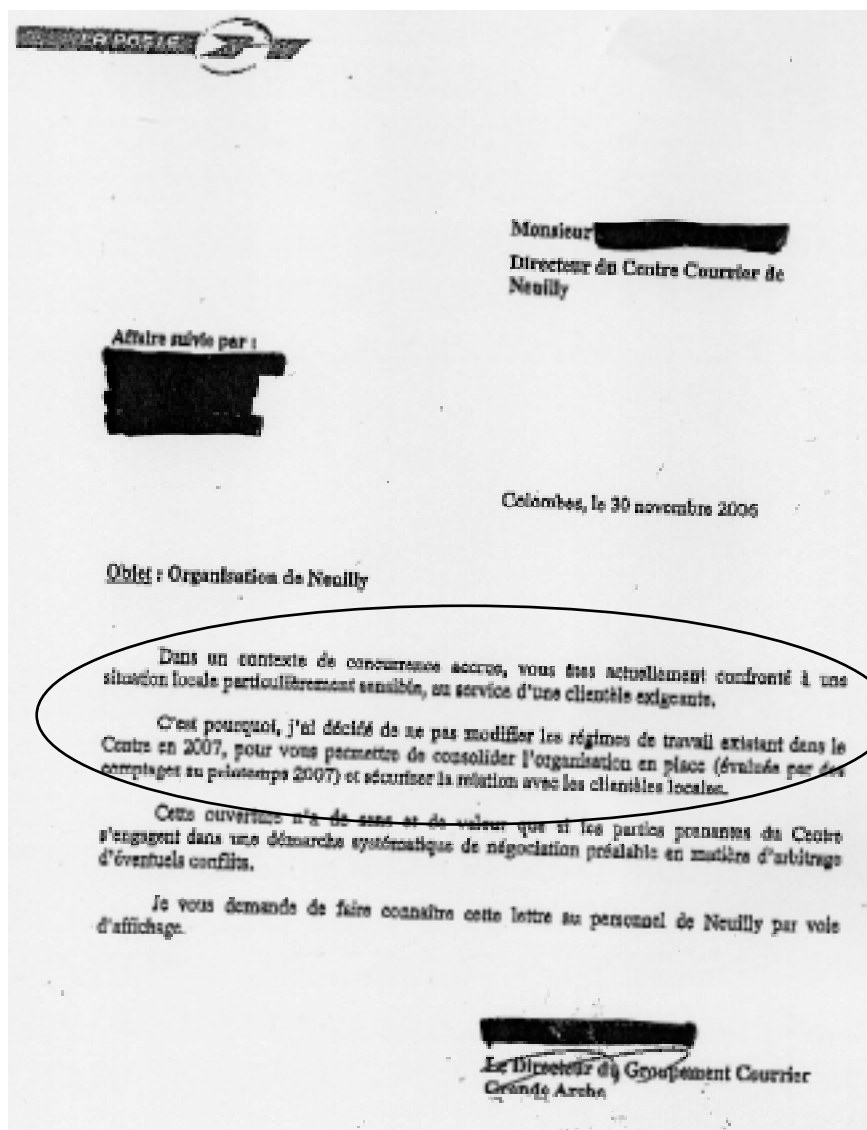 LA POSTE
Monsieur
Directeur du Centre Courrier de
Neuilly
Affaire suivie par :
Colombes, le 30 novembre 2006
Objet : Organisation de Neuilly
Dans un contexte de concurrence accrue, vous êtes actuellement confronté à une
situation locale particulièrement sensible, au service d'une clientèle exigeante.
C'est pourquoi, j'ai décidé de ne pas modifier les régimes de travail existant dans le
Centre en 2007, pour vous permettre de consolider l'organisation en place (évaluée par des
comptages au printemps 2007) et sécuriser la relation avec les clientèles locales.
Cette ouverture n'a de sens et de valeur que si les parties prenantes du Centre
s'engagent dans une démarche systématique de négociation préalable en matière d'arbitrage
d'éventuels conflits.
Je vous demande de faire connaître cette lettre au personnel de Neuilly par voie
d'affichage.
Le Directeur du Groupement Courrier
Grande Arche